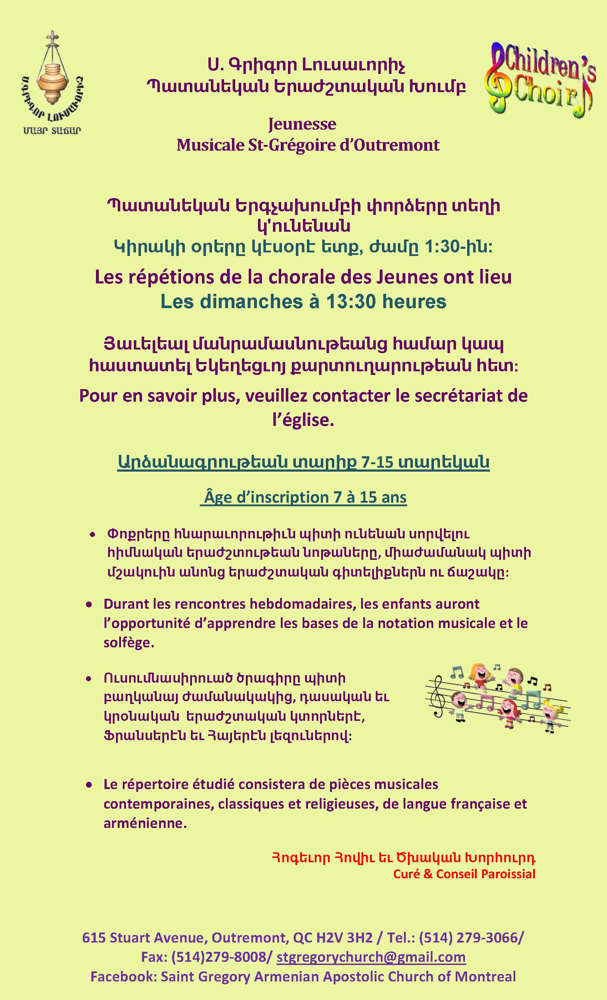 Ս.ԳՐԻԳՈՐ ԼՈՒՍԱՒՈՐԻՉ
ՄԱՅՐ ՏԱՃԱՐ
Children's
Choir
Ս. Գրիգոր Լուսաւորիչ
Պատանեկան Երաժշտական Խումբ
Jeunesse
Musicale St-Grégoire d’Outremont
Պատանեկան Երգչախումբի փորձերը տեղի
կ'ունենան
Կիրակի օրերը կէսօրէ ետք, ժամը 1:30-ին:
Les répétions de la chorale des Jeunes ont lieu
Les dimanches à 13:30 heures
Յաւելեալ մանրամասնութեանց համար կապ
հաստատել Եկեղեցւոյ քարտուղարութեան հետ:
Pour en savoir plus, veuillez contacter le secrétariat de
l’église.
Արձանագրութեան տարիք 7-15 տարեկան
Âge d’inscription 7 à 15 ans
• Փոքրերը հնարաւորութիւն պիտի ունենան սորվելու
հիմնական երաժշտութեան նոթաները, միաժամանակ պիտի
մշակուին անոնց երաժշտական գիտելիքներն ու ճաշակը:
• Durant les rencontres hebdomadaires, les enfants auront
l’opportunité d’apprendre les bases de la notation musicale et le
solfège.
• Ուսումնասիրուած ծրագիրը պիտի
բաղկանայ ժամանակակից, դասական եւ
կրօնական երաժշտական կտորներէ,
Ֆրանսերէն եւ Հայերէն լեզուներով:
• Le répertoire étudié consistera de pièces musicales
contemporaines, classiques et religieuses, de langue française et
arménienne.
Հոգեւոր Հովիւ եւ Ծխական Խորհուրդ
Curé & Conseil Paroissial
615 Stuart Avenue, Outremont, QC H2V 3H2 / Tel.: (514) 279-3066/
Fax: (514)279-8008/ stgregorychurch@gmail.com
Facebook: Saint Gregory Armenian Apostolic Church of Montreal